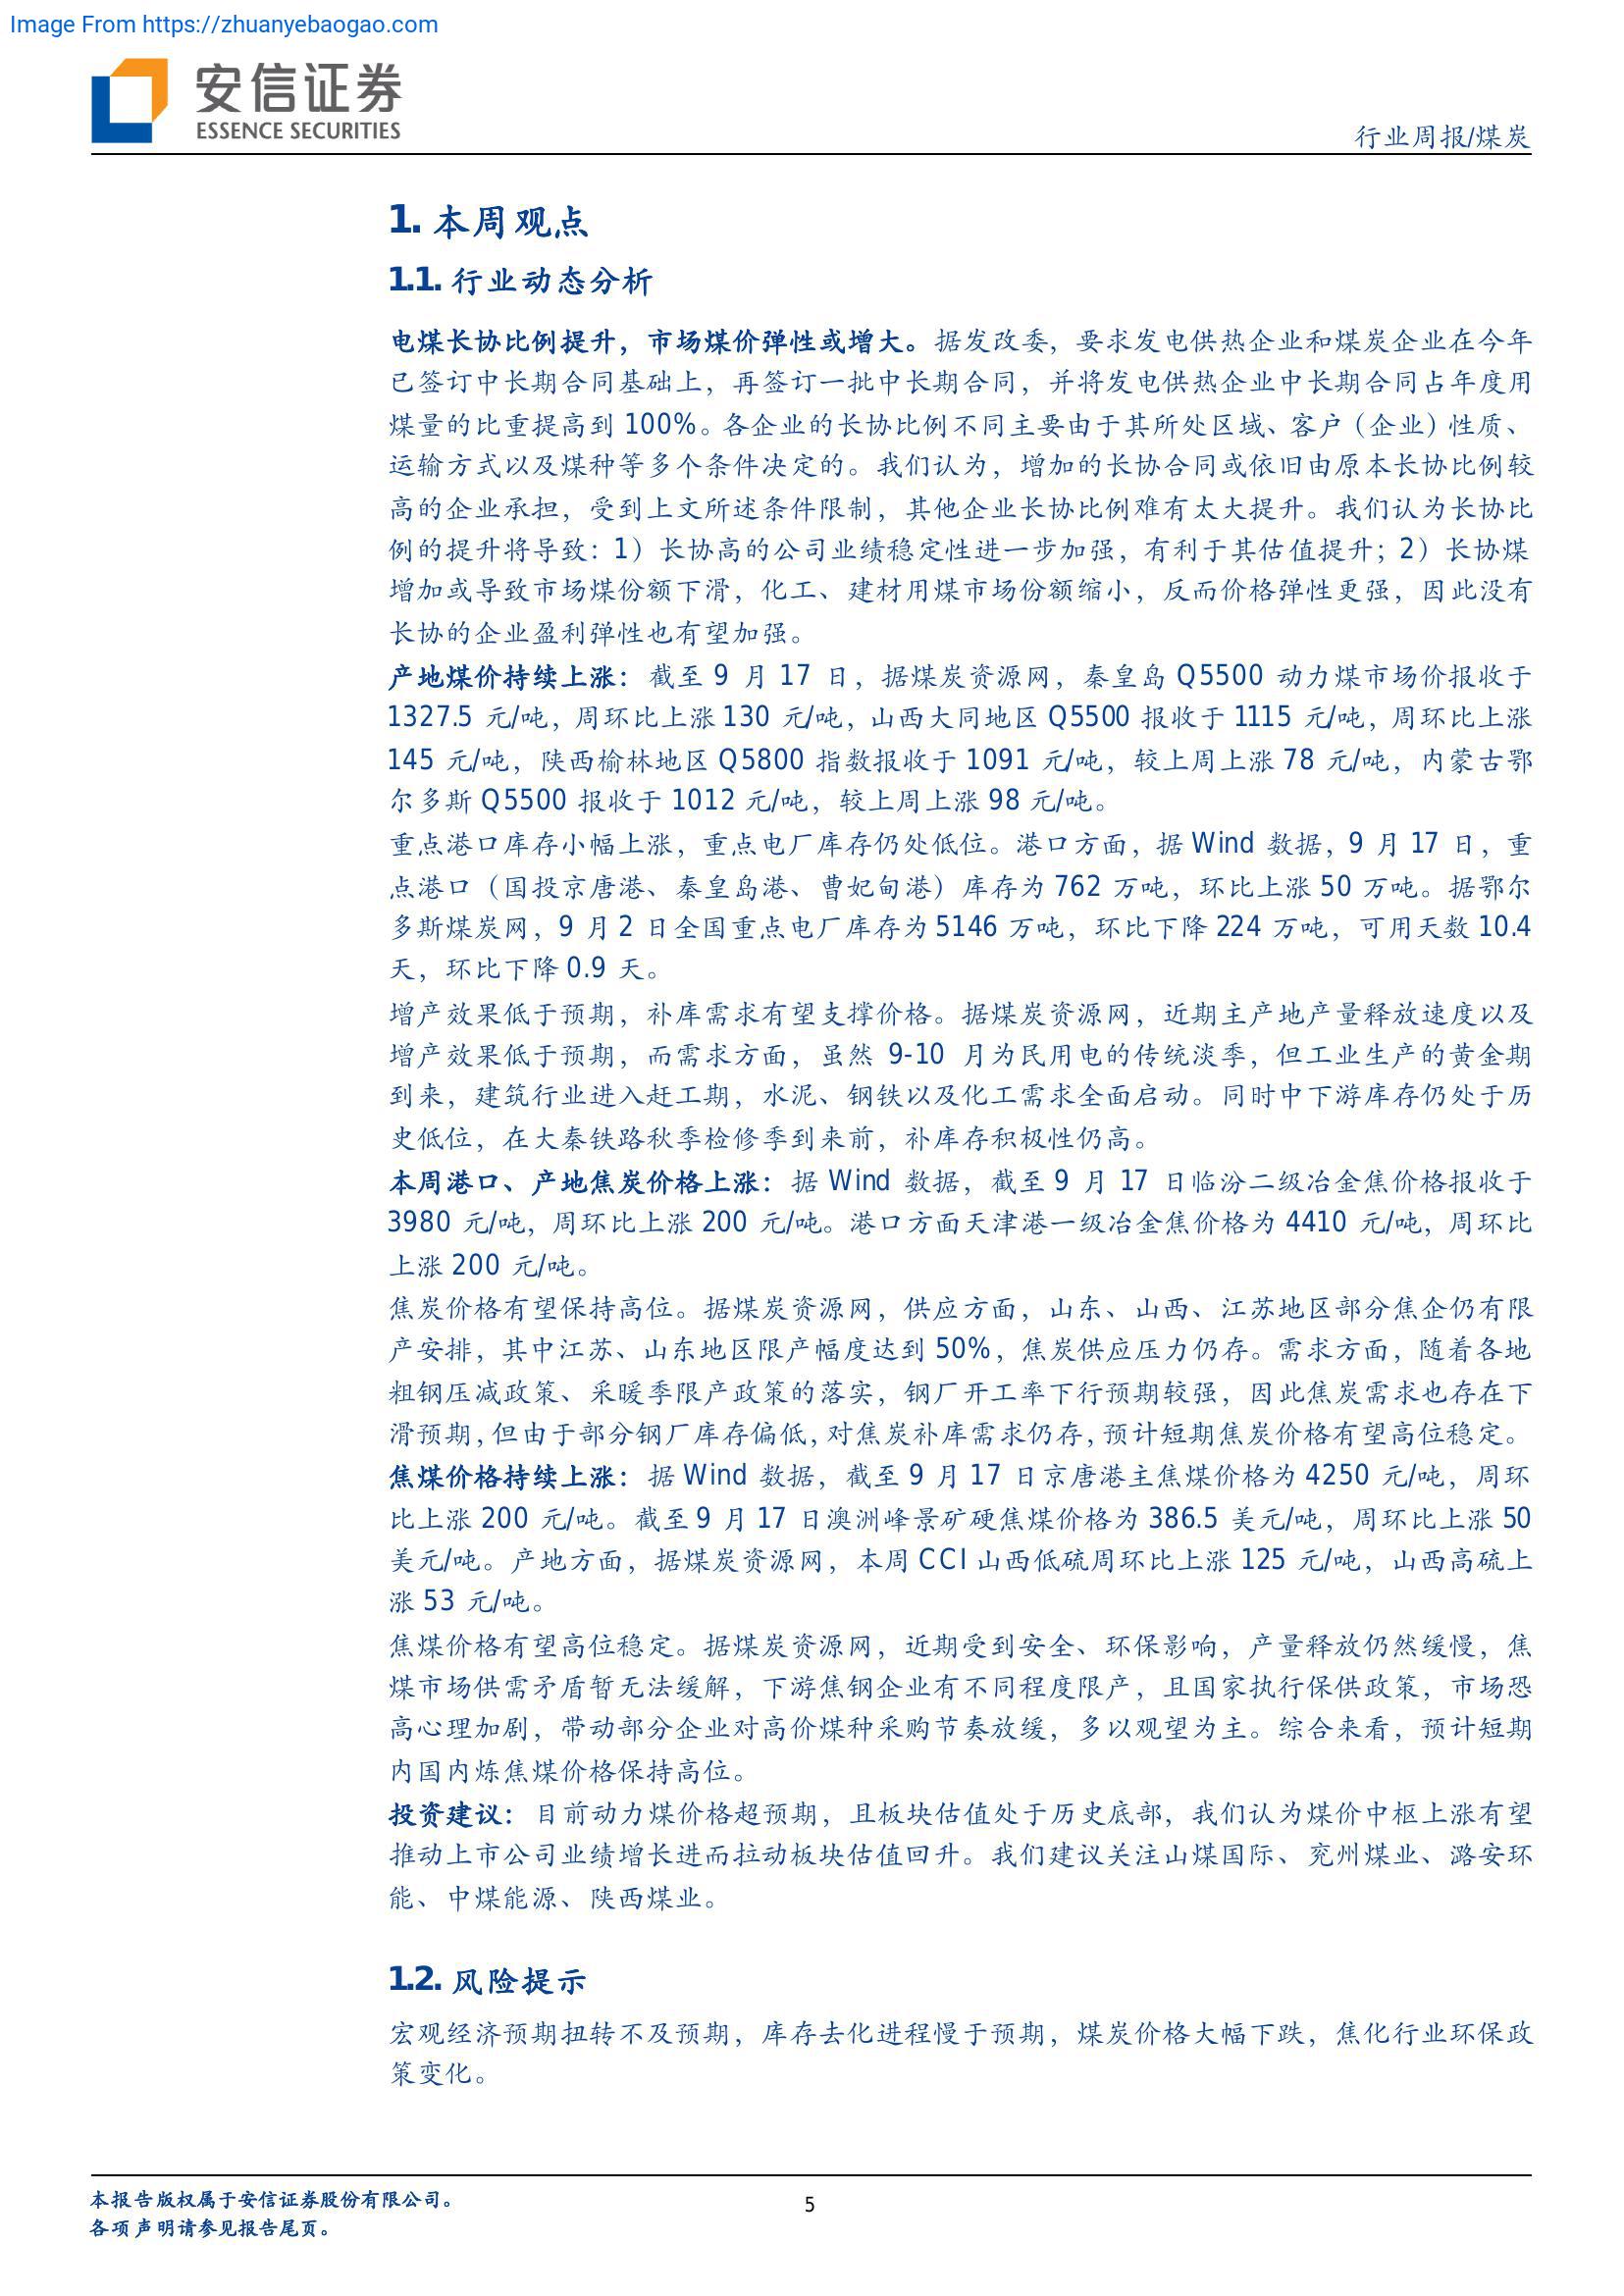 Image From https://zhuanyebaogao.com
安信证券
ESSENCE SECURITIES
行业周报/煤炭
1. 本周观点
1.1. 行业动态分析
电煤长协比例提升，市场煤价弹性或增大。据发改委，要求发电供热企业和煤炭企业在今年
已签订中长期合同基础上，再签订一批中长期合同，并将发电供热企业中长期合同占年度用
煤量的比重提高到 100%。各企业的长协比例不同主要由于其所处区域、客户（企业）性质、
运输方式以及煤种等多个条件决定的。我们认为，增加的长协合同或依旧由原本长协比例较
高的企业承担，受到上文所述条件限制，其他企业长协比例难有太大提升。我们认为长协比
例的提升将导致：1）长协高的公司业绩稳定性进一步加强，有利于其估值提升；2）长协煤
增加或导致市场煤份额下滑，化工、建材用煤市场份额缩小，反而价格弹性更强，因此没有
长协的企业盈利弹性也有望加强。
产地煤价持续上涨：截至 9 月 17 日，据煤炭资源网，秦皇岛 Q5500 动力煤市场价报收于
1327.5 元/吨，周环比上涨 130 元/吨，山西大同地区 Q5500 报收于 1115 元/吨，周环比上涨
145 元/吨，陕西榆林地区 Q5800 指数报收于 1091 元/吨，较上周上涨 78 元/吨，内蒙古鄂
尔多斯 Q5500 报收于 1012 元/吨，较上周上涨 98 元/吨。
重点港口库存小幅上涨，重点电厂库存仍处低位。港口方面，据 Wind 数据，9 月 17 日，重
点港口（国投京唐港、秦皇岛港、曹妃甸港）库存为 762 万吨，环比上涨 50 万吨。据鄂尔
多斯煤炭网，9 月 2 日全国重点电厂库存为 5146 万吨，环比下降 224 万吨，可用天数 10.4
天，环比下降 0.9 天。
增产效果低于预期，补库需求有望支撑价格。据煤炭资源网，近期主产地产量释放速度以及
增产效果低于预期，而需求方面，虽然 9-10 月为民用电的传统淡季，但工业生产的黄金期
到来，建筑行业进入赶工期，水泥、钢铁以及化工需求全面启动。同时中下游库存仍处于历
史低位，在大秦铁路秋季检修季到来前，补库存积极性仍高。
本周港口、产地焦炭价格上涨：据 Wind 数据，截至 9 月 17 日临汾二级冶金焦价格报收于
3980 元/吨，周环比上涨 200 元/吨。港口方面天津港一级冶金焦价格为 4410 元/吨，周环比
上涨 200 元/吨。
焦炭价格有望保持高位。据煤炭资源网，供应方面，山东、山西、江苏地区部分焦企仍有限
产安排，其中江苏、山东地区限产幅度达到 50%，焦炭供应压力仍存。需求方面，随着各地
粗钢压减政策、采暖季限产政策的落实，钢厂开工率下行预期较强，因此焦炭需求也存在下
滑预期，但由于部分钢厂库存偏低，对焦炭补库需求仍存，预计短期焦炭价格有望高位稳定。
焦煤价格持续上涨：据 Wind 数据，截至 9 月 17 日京唐港主焦煤价格为 4250 元/吨，周环
比上涨 200 元/吨。截至 9 月 17 日澳洲峰景矿硬焦煤价格为 386.5 美元/吨，周环比上涨 50
美元/吨。产地方面，据煤炭资源网，本周 CCI 山西低硫周环比上涨 125 元/吨，山西高硫上
涨 53 元/吨。
焦煤价格有望高位稳定。据煤炭资源网，近期受到安全、环保影响，产量释放仍然缓慢，焦
煤市场供需矛盾暂无法缓解，下游焦钢企业有不同程度限产，且国家执行保供政策，市场恐
高心理加剧，带动部分企业对高价煤种采购节奏放缓，多以观望为主。综合来看，预计短期
内国内炼焦煤价格保持高位。
投资建议：目前动力煤价格超预期，且板块估值处于历史底部，我们认为煤价中枢上涨有望
推动上市公司业绩增长进而拉动板块估值回升。我们建议关注山煤国际、兖州煤业、潞安环
能、中煤能源、陕西煤业。
1.2. 风险提示
宏观经济预期扭转不及预期，库存去化进程慢于预期，煤炭价格大幅下跌，焦化行业环保政
策变化。
本报告版权属于安信证券股份有限公司。
5
各项声明请参见报告尾页。